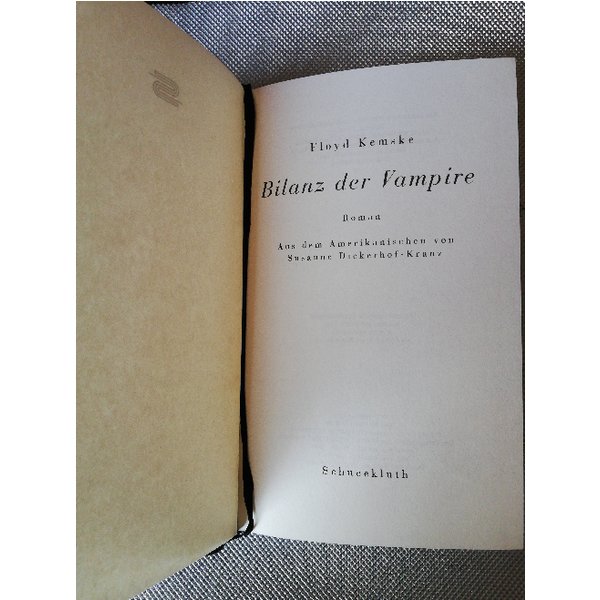 Floyd Kemske
Bilanz der Vampire
Roman
Aus dem Amerikanischen von
Susanne Dickerhof-Kranz
Schneekluth